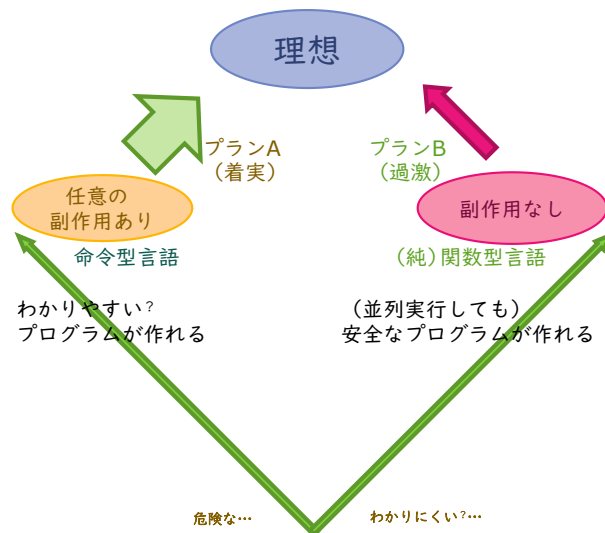 理想
プランA
（着実）
プランB
（過激）
任意の
副作用あり
副作用なし
命令型言語
（純）関数型言語
わかりやすい？
プログラムが作れる
（並列実行しても）
安全なプログラムが作れる
危険な…
わかりにくい？…